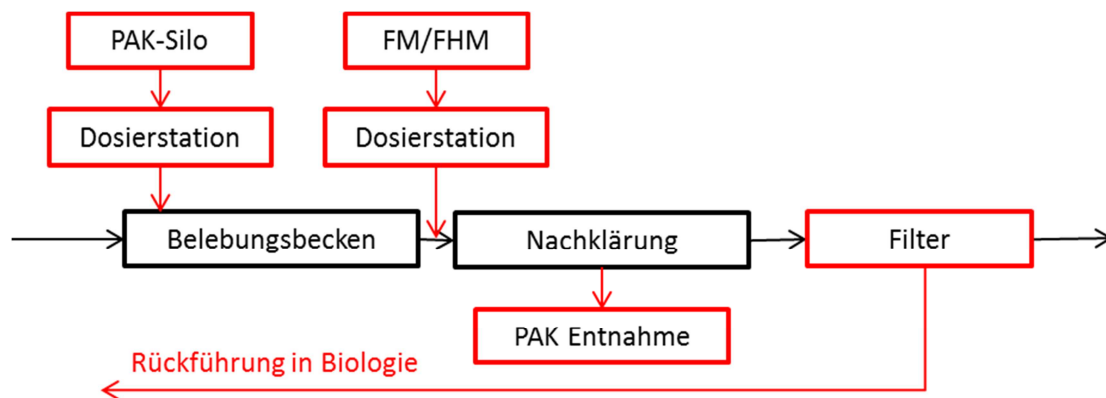 PAK-Silo
FM/FHM
Dosierstation
Dosierstation
Belebungsbecken
Nachklärung
Filter
PAK Entnahme
Rückführung in Biologie